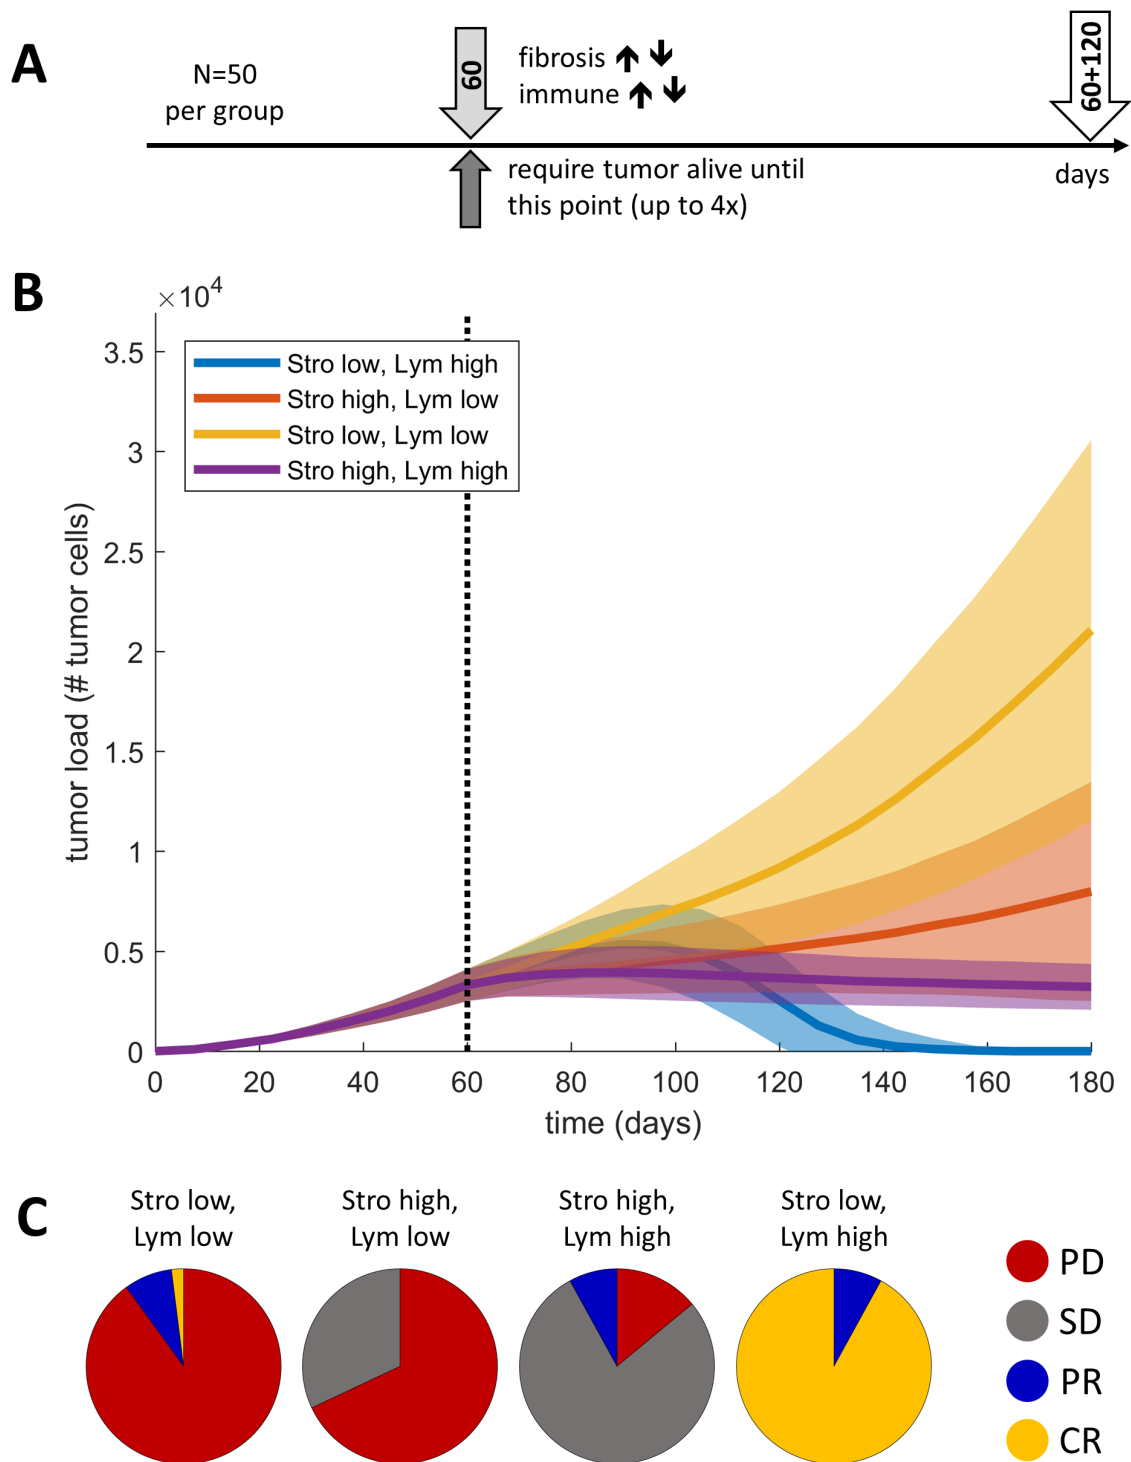 A
N=50
per group
60
fibrosis 🡹 🡻
immune 🡹 🡻
60+120
require tumor alive until
this point (up to 4x)
days
B
×10⁴
3.5
3
2.5
2
1.5
1
0.5
0
tumor load (# tumor cells)
Stro low, Lym high
Stro high, Lym low
Stro low, Lym low
Stro high, Lym high
0 20 40 60 80 100 120 140 160 180
time (days)
C
Stro low,
Lym low
Stro high,
Lym low
Stro high,
Lym high
Stro low,
Lym high
PD
SD
PR
CR